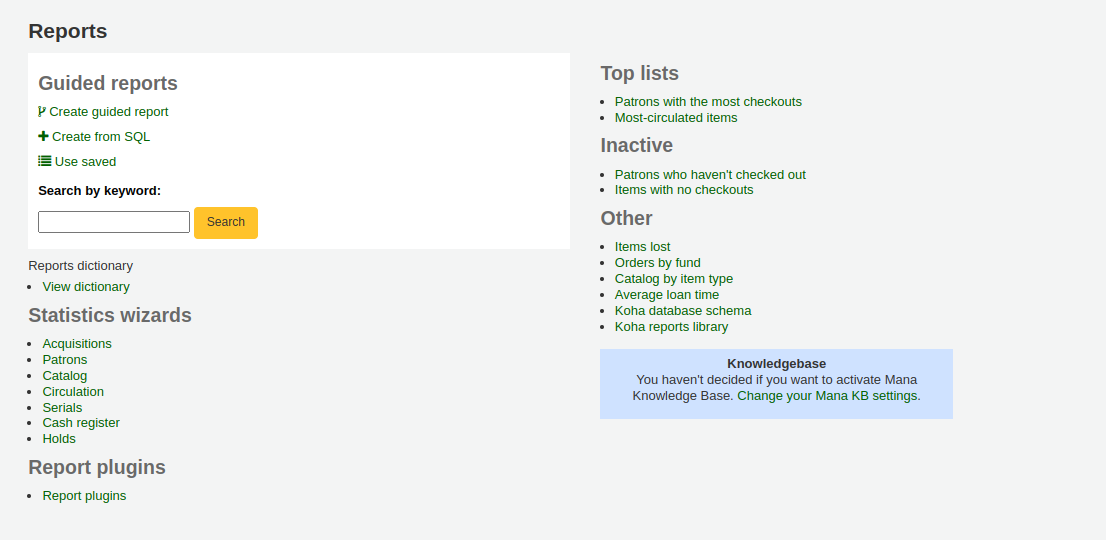 Reports
Guided reports
Create guided report
Create from SQL
Use saved
Search by keyword:
Search
Reports dictionary
View dictionary
Statistics wizards
Acquisitions
Patrons
Catalog
Circulation
Serials
Cash register
Holds
Report plugins
Report plugins
Top lists
Patrons with the most checkouts
Most-circulated items
Inactive
Patrons who haven't checked out
Items with no checkouts
Other
Items lost
Orders by fund
Catalog by item type
Average loan time
Koha database schema
Koha reports library
Knowledgebase
You haven't decided if you want to activate Mana
Knowledge Base. Change your Mana KB settings.